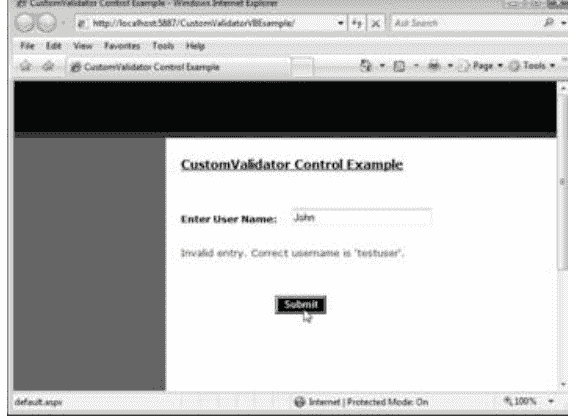 CustomValidator Control Example - Windows Internet Explorer
http://localhost:5887/CustomValidatorVBExample/
Ask Search
File Edit View Favorites Tools Help
CustomValidator Control Example
Page Tools
CustomValidator Control Example
Enter User Name: John
Invalid entry. Correct username is 'testuser'.
Submit
default.aspx
Internet | Protected Mode: On
100%